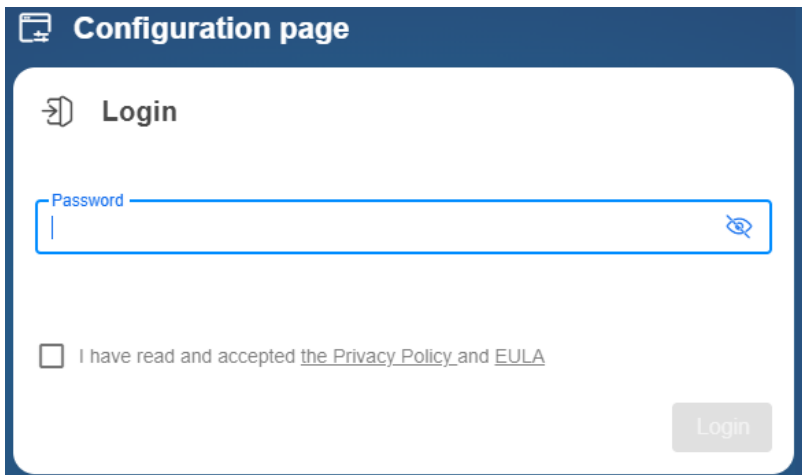 Configuration page
Login
Password
I have read and accepted the Privacy Policy and EULA
Login